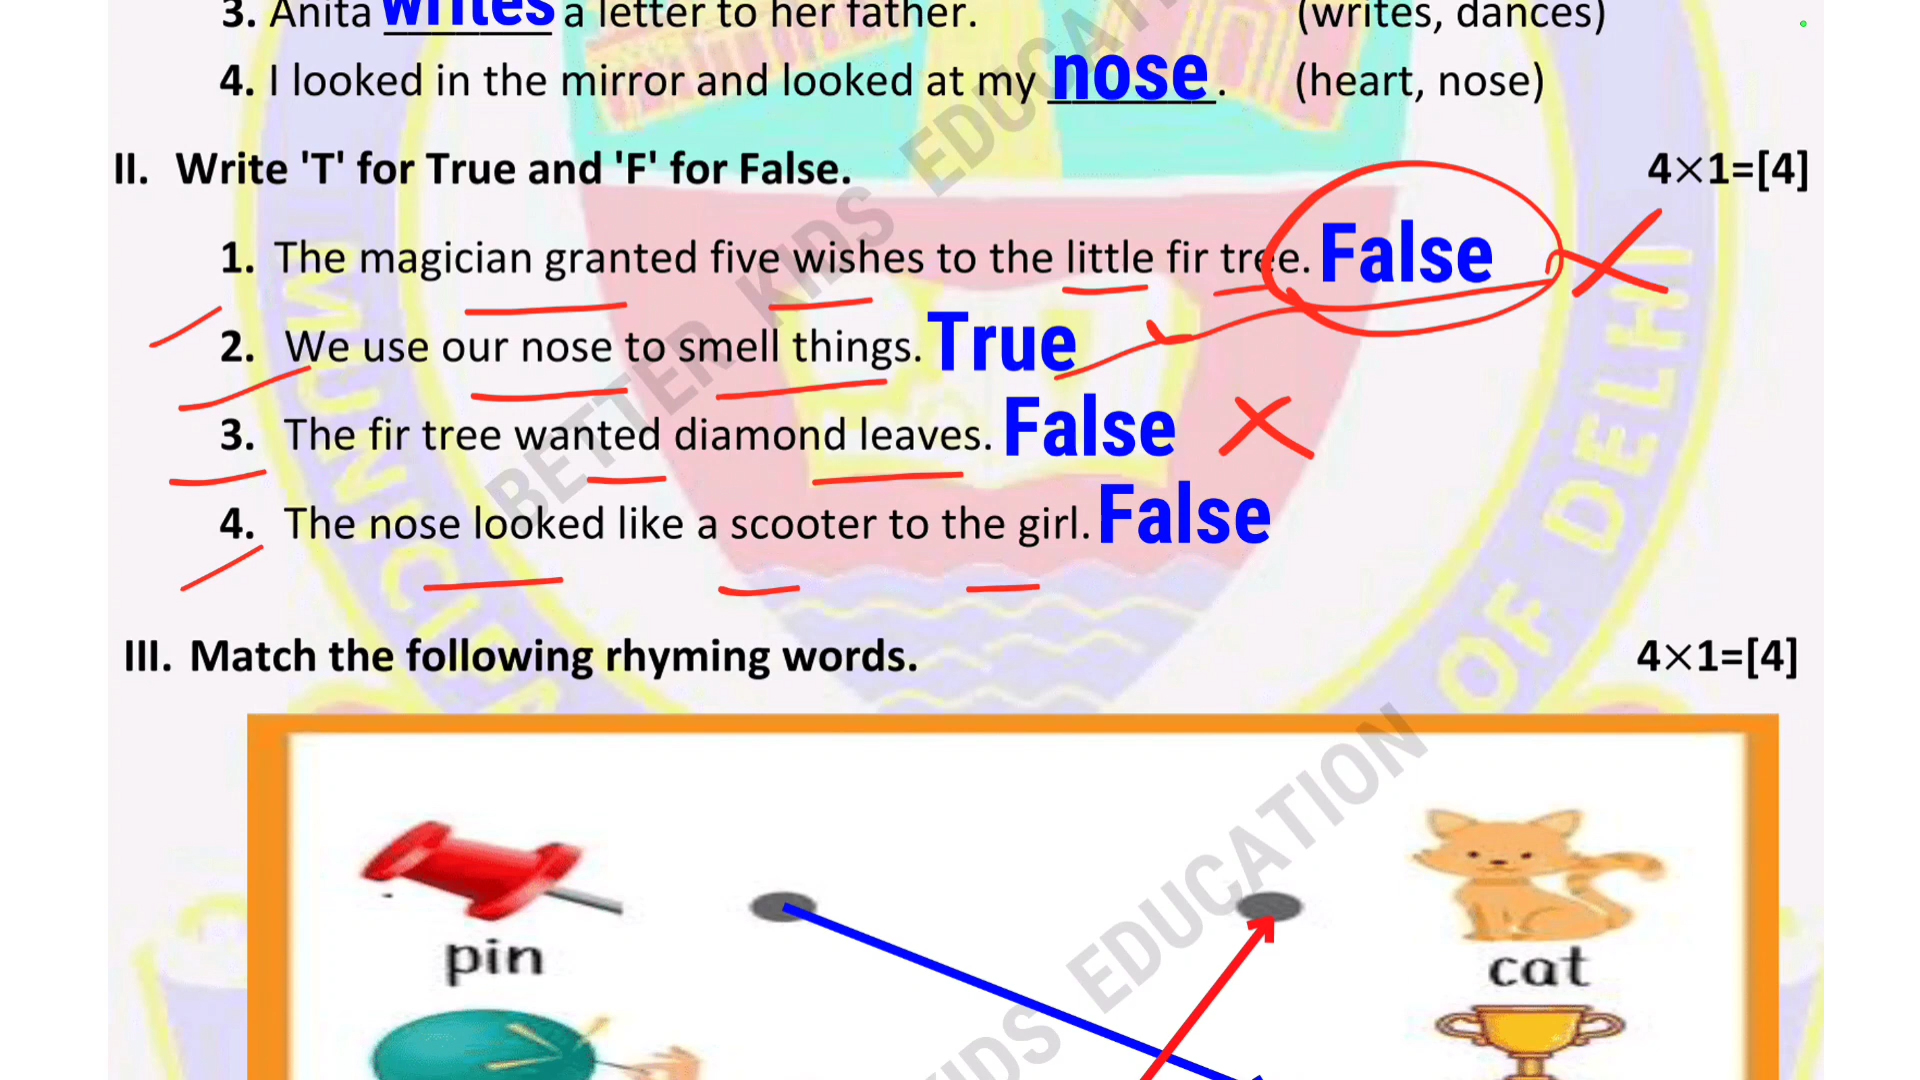 3. Anita writes a letter to her father. (writes, dances)
4. I looked in the mirror and looked at my nose. (heart, nose)
II. Write 'T' for True and 'F' for False. 4×1=[4]
1. The magician granted five wishes to the little fir tree. False
2. We use our nose to smell things. True
3. The fir tree wanted diamond leaves. False
4. The nose looked like a scooter to the girl. False
III. Match the following rhyming words. 4×1=[4]
pin cat
BETTER KIDS EDUCATION
KIDS EDUCATION
MUNICIPA
OF DELHI